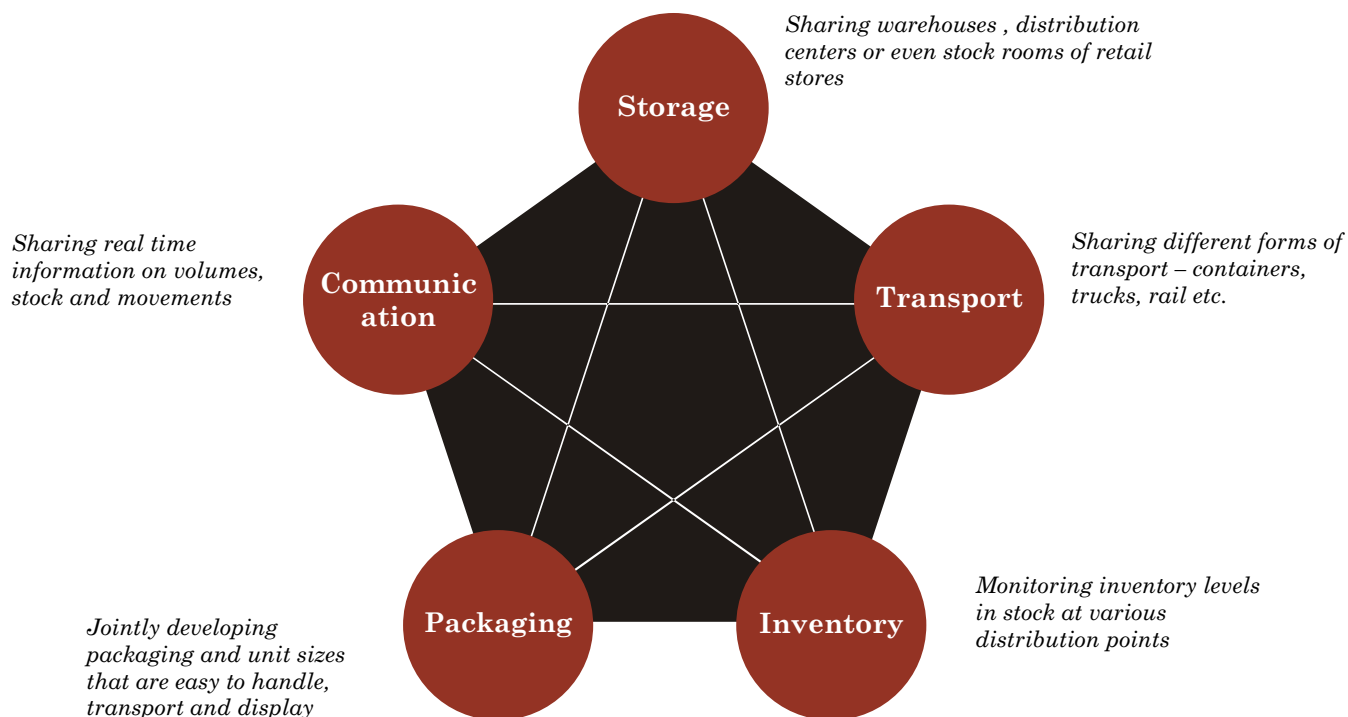 Sharing warehouses , distribution
centers or even stock rooms of retail
stores
Storage
Sharing real time
information on volumes,
stock and movements
Communic
ation
Transport
Sharing different forms of
transport – containers,
trucks, rail etc.
Packaging
Jointly developing
packaging and unit sizes
that are easy to handle,
transport and display
Inventory
Monitoring inventory levels
in stock at various
distribution points